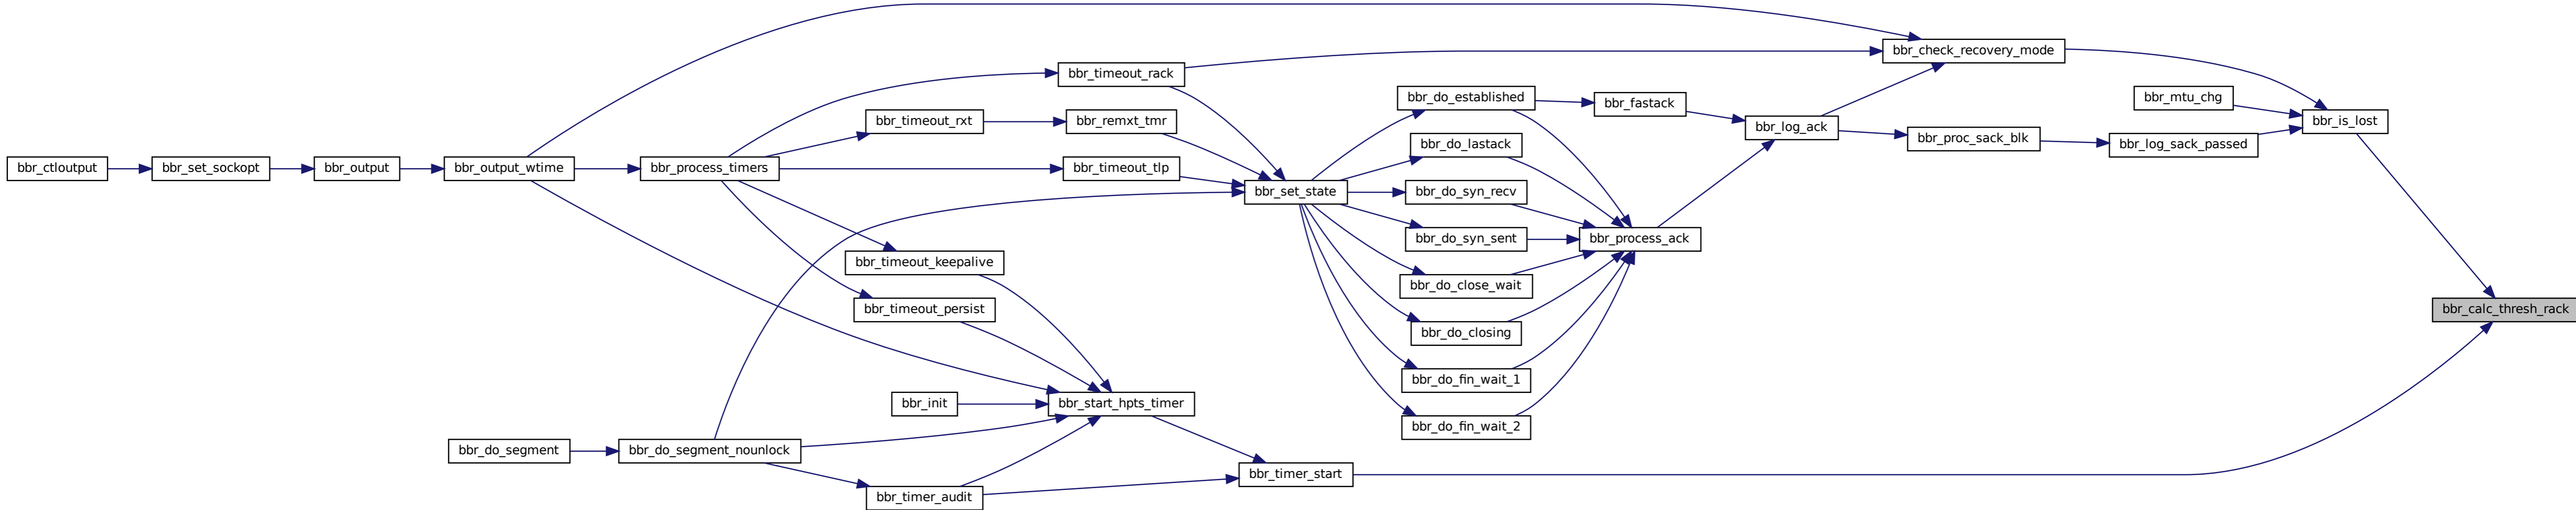 bbr_check_recovery_mode
bbr_timeout_rack
bbr_do_established
bbr_fastack
bbr_mtu_chg
bbr_timeout_rxt
bbr_remxt_tmr
bbr_is_lost
bbr_log_ack
bbr_proc_sack_blk
bbr_log_sack_passed
bbr_do_lastack
bbr_ctloutput
bbr_set_sockopt
bbr_output
bbr_output_wtime
bbr_process_timers
bbr_timeout_tlp
bbr_set_state
bbr_do_syn_recv
bbr_do_syn_sent
bbr_process_ack
bbr_timeout_keepalive
bbr_do_close_wait
bbr_timeout_persist
bbr_calc_thresh_rack
bbr_do_closing
bbr_do_fin_wait_1
bbr_init
bbr_start_hpts_timer
bbr_do_fin_wait_2
bbr_do_segment
bbr_do_segment_nounlock
bbr_timer_start
bbr_timer_audit